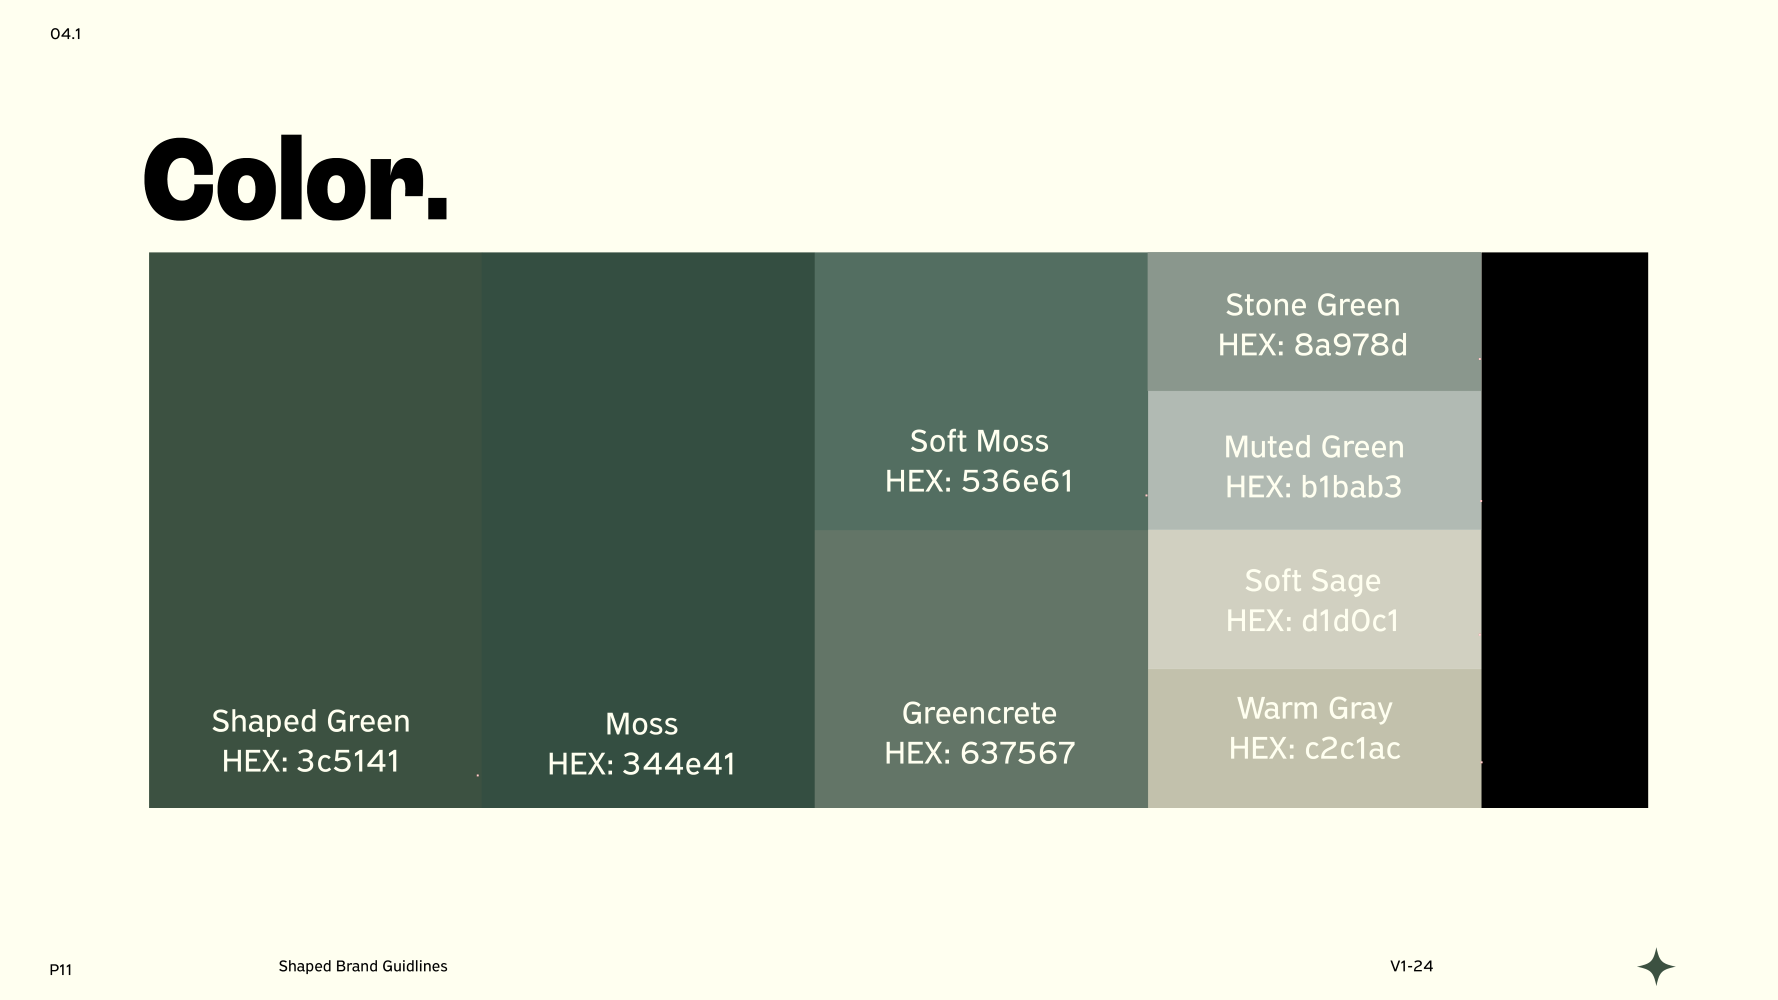 04.1
Color.
Shaped Green
HEX: 3c5141
Moss
HEX: 344e41
Soft Moss
HEX: 536e61
Greencrete
HEX: 637567
Stone Green
HEX: 8a978d
Muted Green
HEX: b1bab3
Soft Sage
HEX: d1d0c1
Warm Gray
HEX: c2c1ac
P11
Shaped Brand Guidlines
V1-24